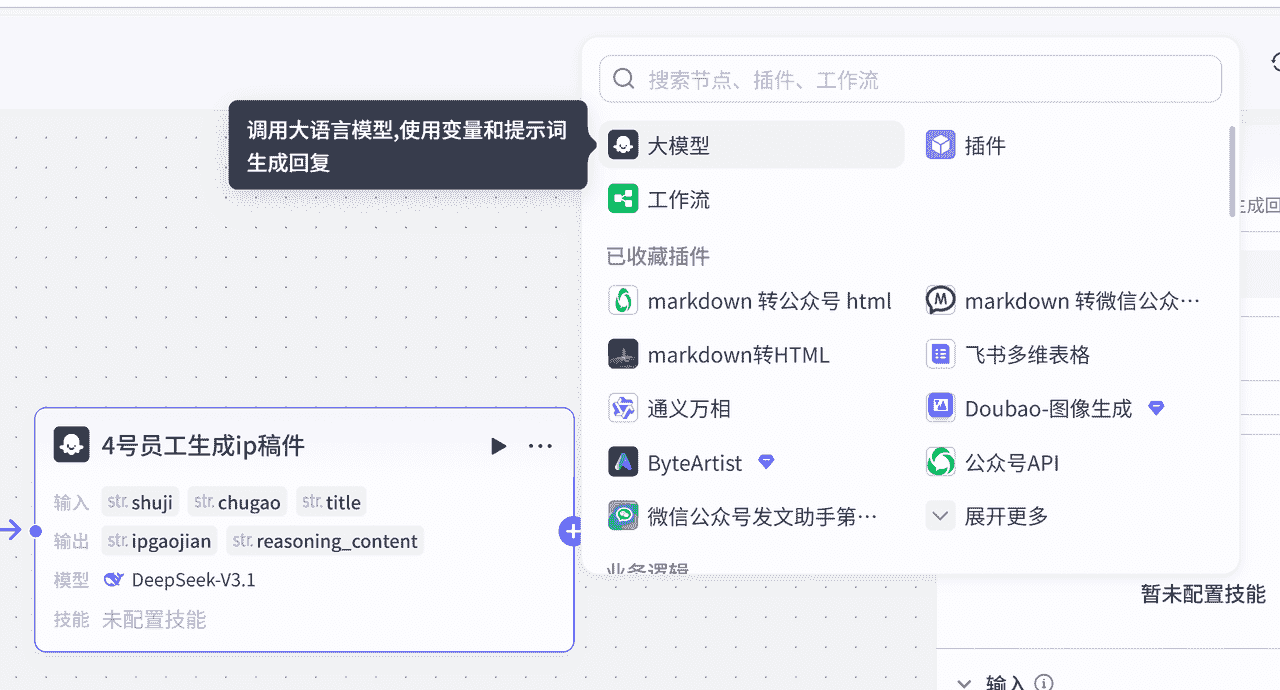 搜索节点、插件、工作流
调用大语言模型,使用变量和提示词
生成回复
大模型
插件
工作流
生成回
已收藏插件
markdown 转公众号 html
markdown 转微信公众···
markdown转HTML
飞书多维表格
通义万相
Doubao-图像生成
ByteArtist
公众号API
微信公众号发文助手第···
展开更多
业务逻辑
4号员工生成ip稿件
输入 str. shuji str. chugao str. title
输出 str. ipgaojian str. reasoning_content
模型 DeepSeek-V3.1
技能 未配置技能
暂未配置技能
输入